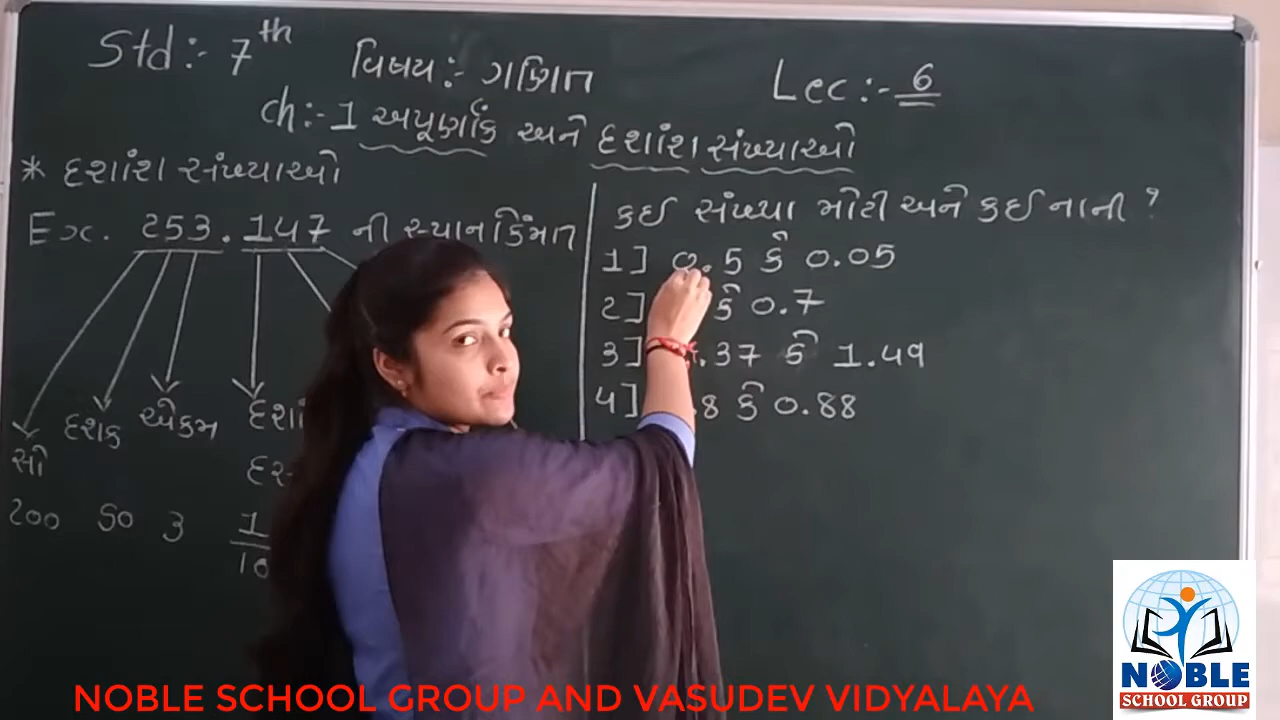 Std:- 7th
વિષય:- ગણિત
Lec:- 6
ch:- 1 અપૂર્ણાંક અને દશાંશ સંખ્યાઓ
* દશાંશ સંખ્યાઓ
Ex. 253.147 ની સ્થાનકિંમત
સો દશક એકમ
200 50 3 1
10
કઈ સંખ્યા મોટી અને કઈ નાની ?
1] 0.5 કે 0.05
2] કે 0.7
3] .37 કે 1.49
4] .8 કે 0.88
NOBLE SCHOOL GROUP AND VASUDEV VIDYALAYA
NOBLE
SCHOOL GROUP